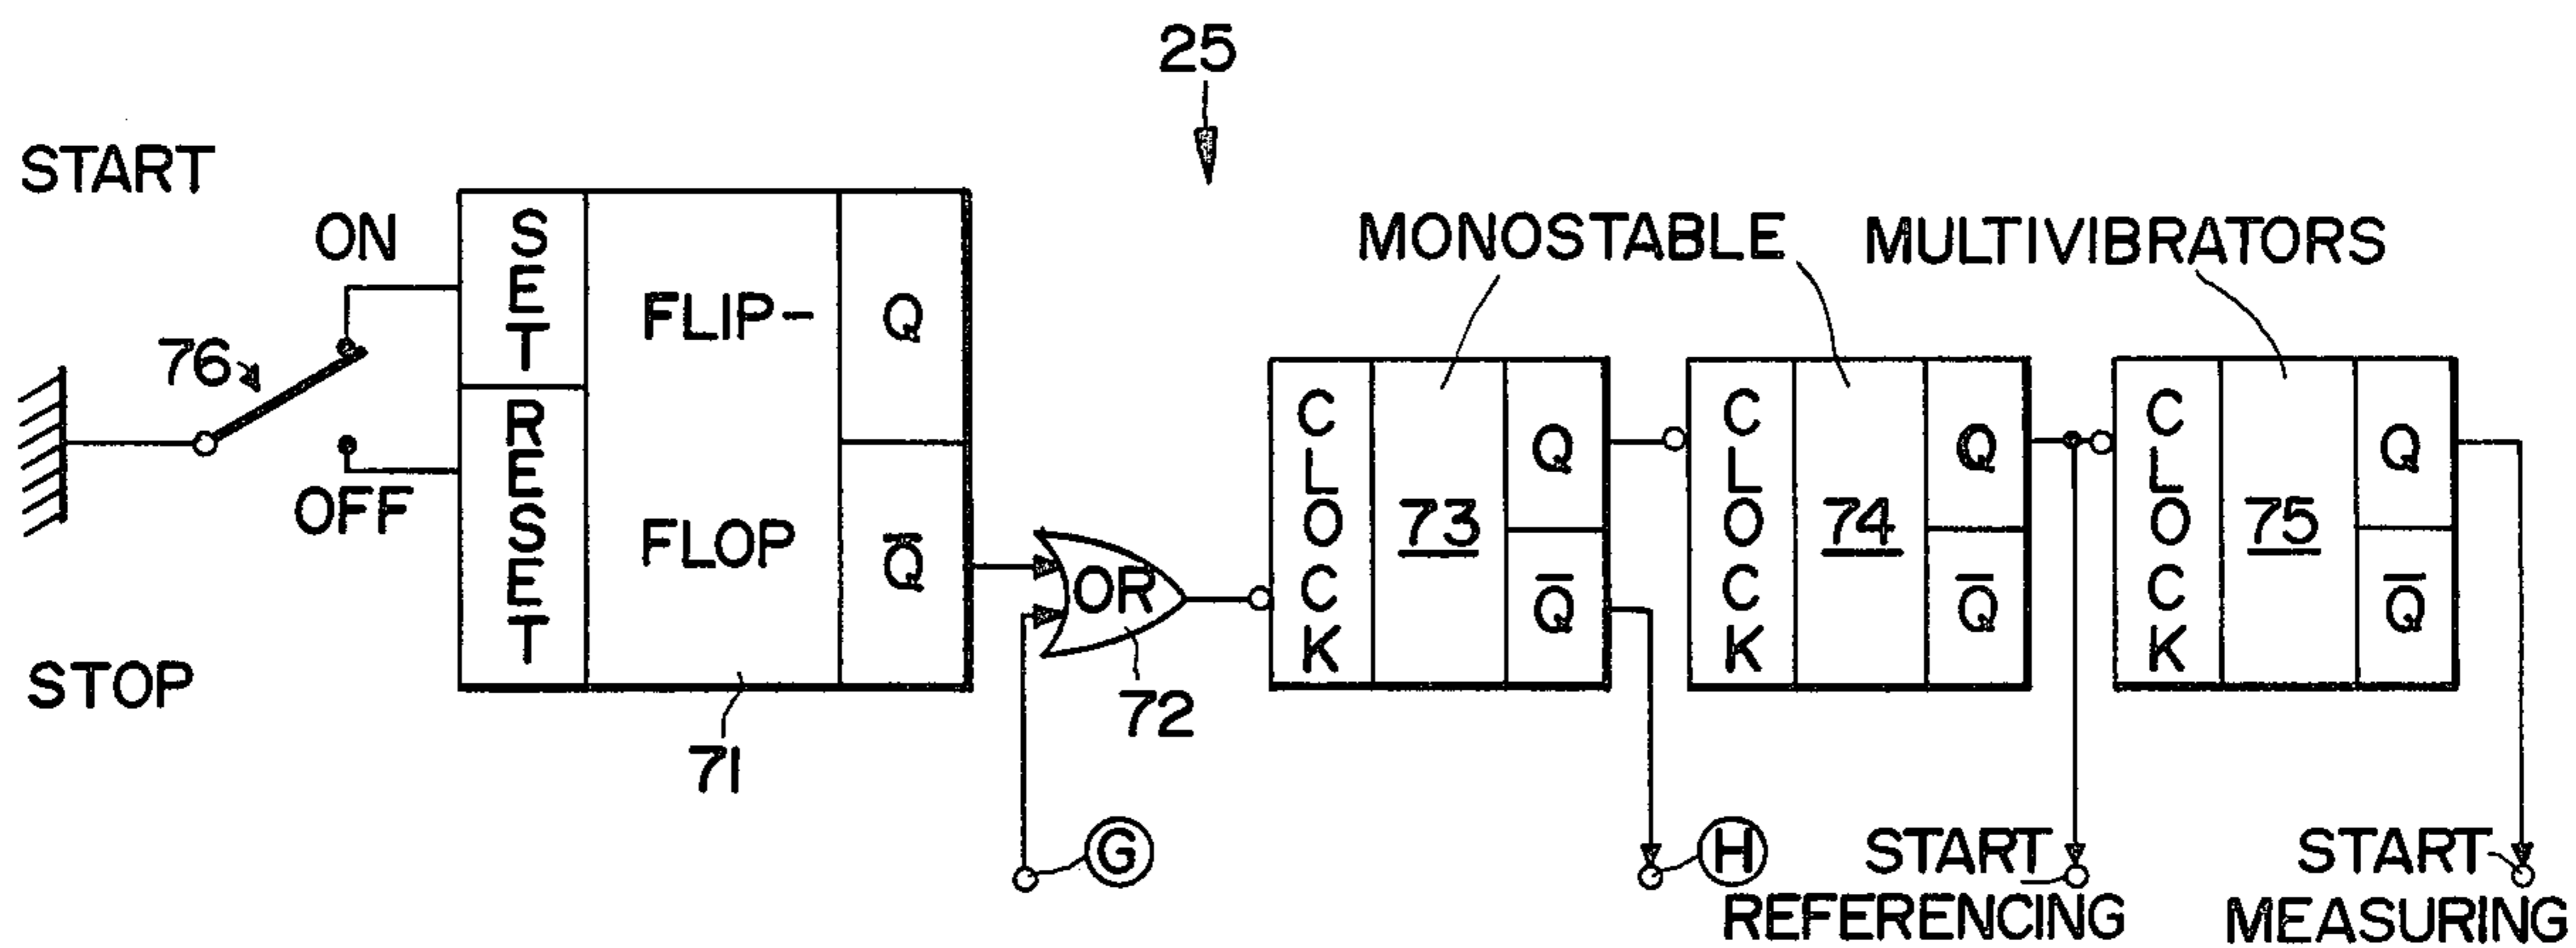 25
START
ON
76
OFF
STOP
SET
RESET
FLIP-
FLOP
Q
Q̅
71
OR
72
G
MONOSTABLE MULTIVIBRATORS
CLOCK
73
Q
Q̅
H
CLOCK
74
Q
Q̅
START
REFERENCING
CLOCK
75
Q
Q̅
START
MEASURING